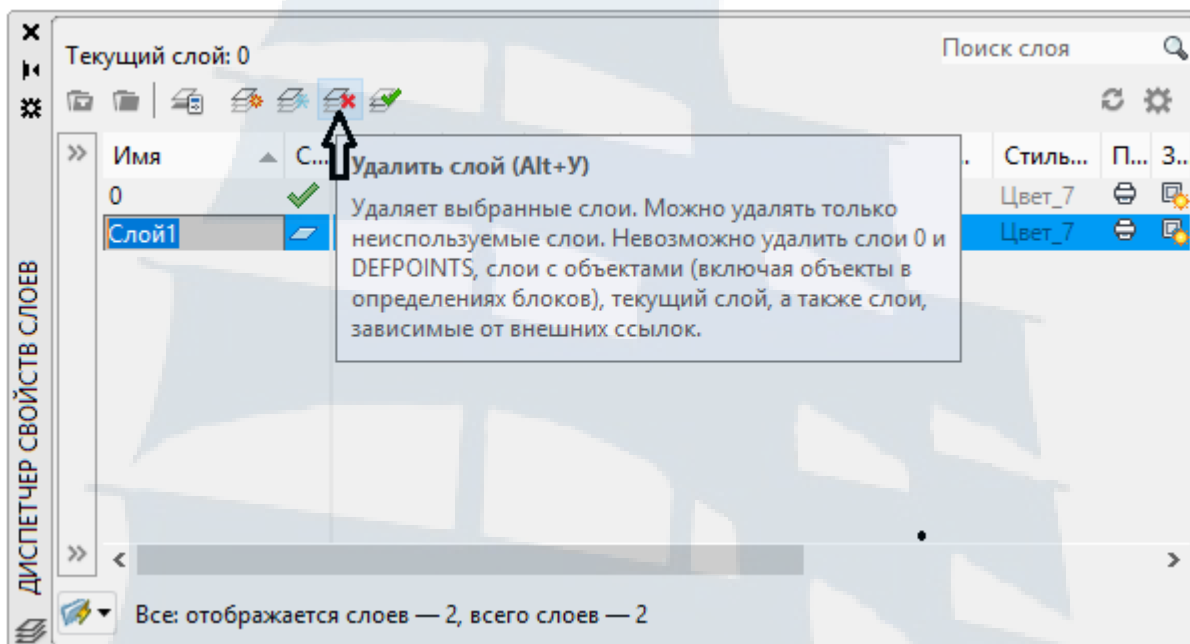 Текущий слой: 0
Поиск слоя
Имя С... . Стиль... П... З..
Удалить слой (Alt+У)
0 Цвет_7
Удаляет выбранные слои. Можно удалять только
Слой1 Цвет_7
неиспользуемые слои. Невозможно удалить слои 0 и
DEFPOINTS, слои с объектами (включая объекты в
определениях блоков), текущий слой, а также слои,
зависимые от внешних ссылок.
ДИСПЕТЧЕР СВОЙСТВ СЛОЕВ
Все: отображается слоев — 2, всего слоев — 2